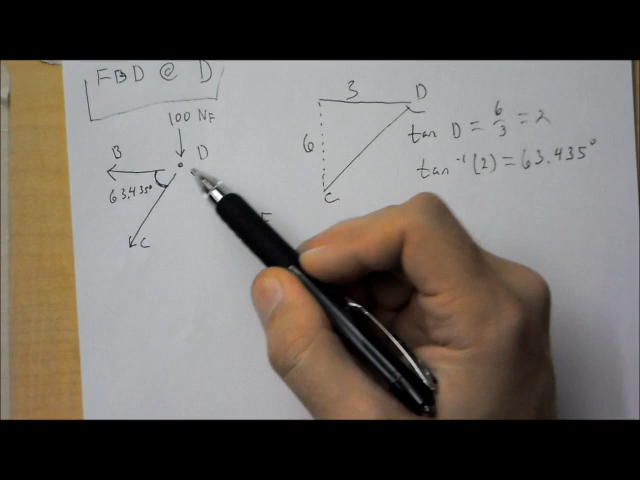 FBD @ D
100 N
B
D
63.435°
C
3
D
6
C
tan D = 6/3 = 2
tan⁻¹(2) = 63.435°